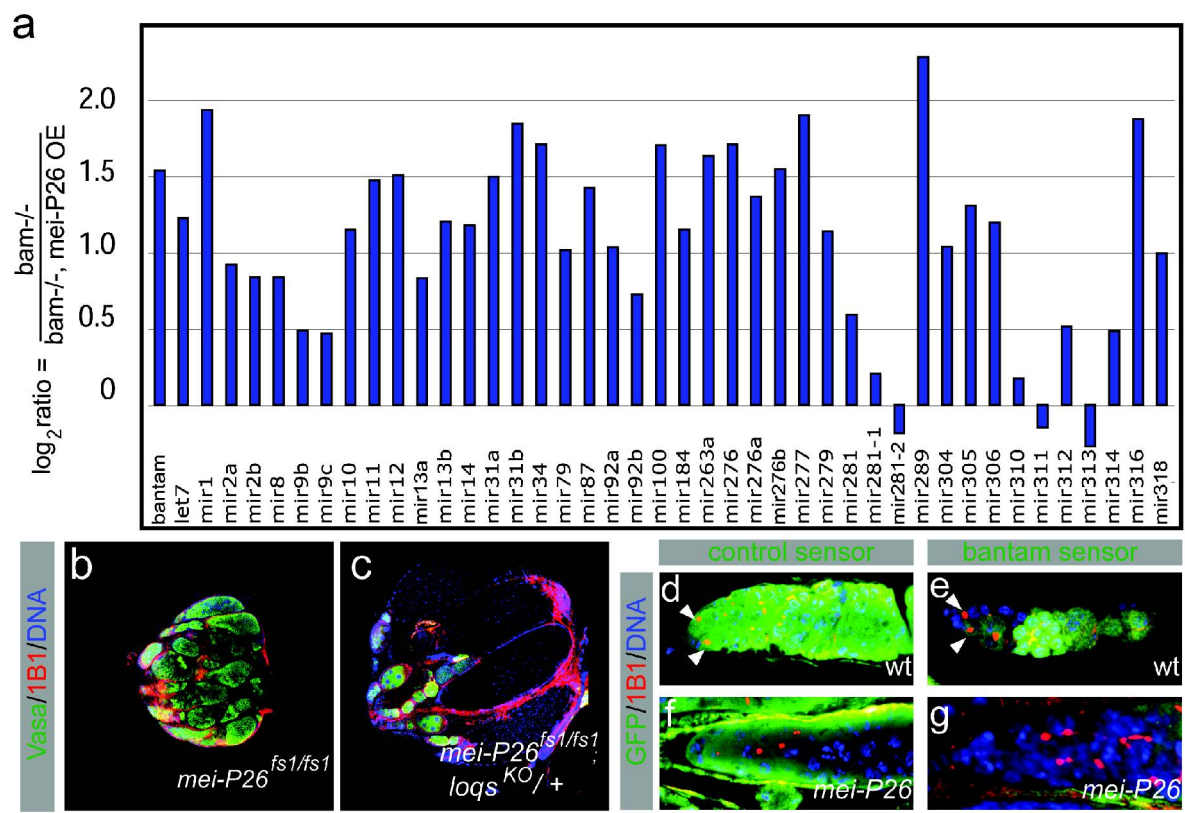 a
log2ratio = bam-/- / bam-/-, mei-P26 OE
2.0
1.5
1.0
0.5
0
bantam
let7
mir1
mir2a
mir2b
mir8
mir9b
mir9c
mir10
mir11
mir12
mir13a
mir13b
mir14
mir31a
mir31b
mir34
mir79
mir87
mir92a
mir92b
mir100
mir184
mir263a
mir276
mir276a
mir276b
mir277
mir279
mir281
mir281-1
mir281-2
mir289
mir304
mir305
mir306
mir310
mir311
mir312
mir313
mir314
mir316
mir318
Vasa/1B1/DNA
b
mei-P26fs1/fs1
c
mei-P26fs1/fs1;
loqsKO/+
GFP/1B1/DNA
control sensor
bantam sensor
d
wt
e
wt
f
mei-P26
g
mei-P26